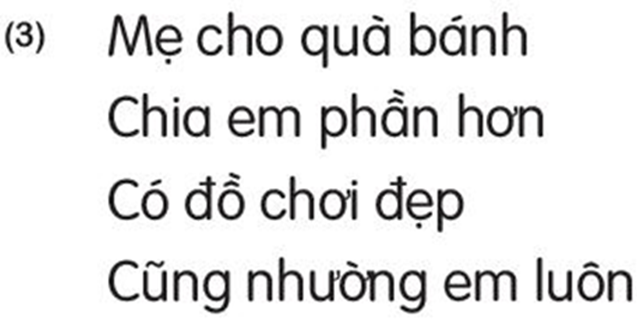 (3) Mẹ cho quà bánh
Chia em phần hơn
Có đồ chơi đẹp
Cũng nhường em luôn